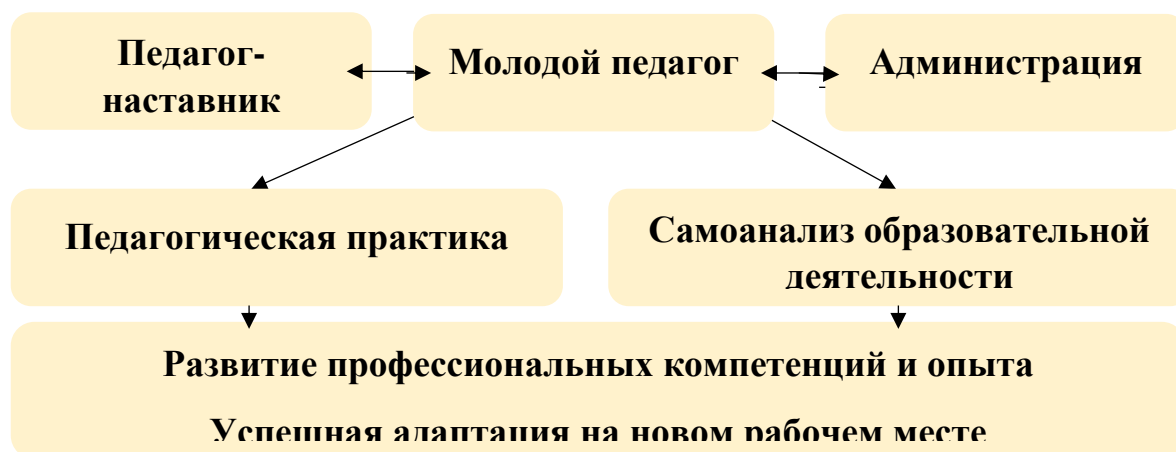 Педагог-
наставник
Молодой педагог
Администрация
Педагогическая практика
Самоанализ образовательной
деятельности
Развитие профессиональных компетенций и опыта
Успешная адаптация на новом рабочем месте